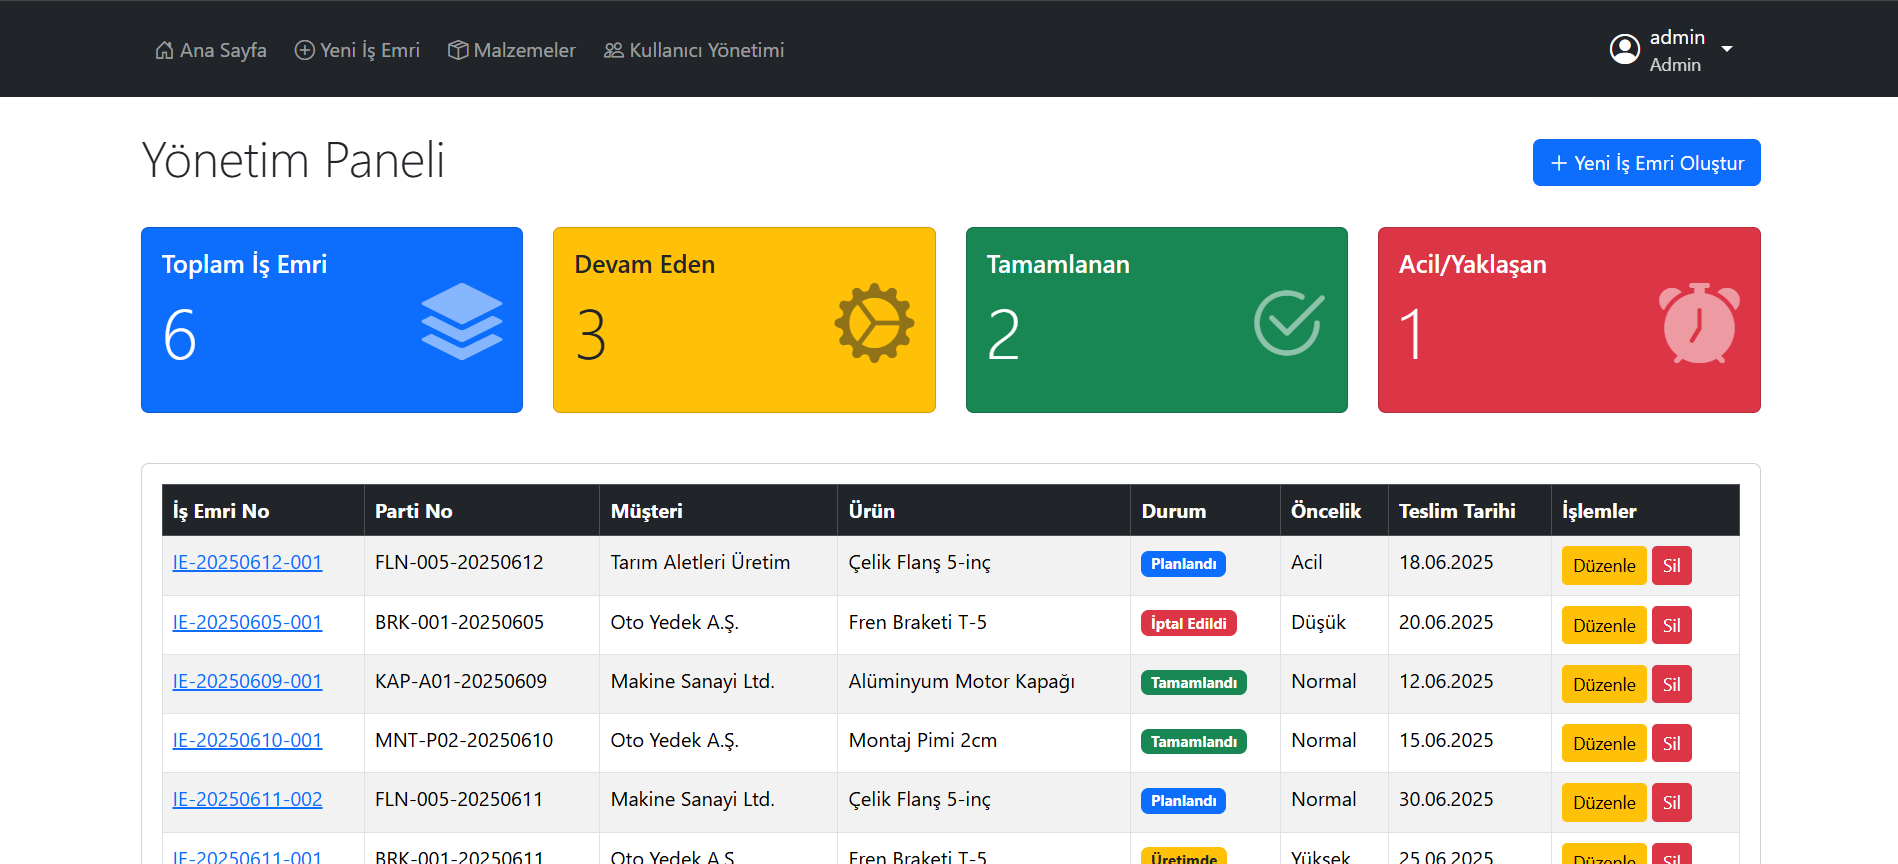 Ana Sayfa Yeni İş Emri Malzemeler Kullanıcı Yönetimi
admin
Admin
Yönetim Paneli
Yeni İş Emri Oluştur
Toplam İş Emri
6
Devam Eden
3
Tamamlanan
2
Acil/Yaklaşan
1
İş Emri No Parti No Müşteri Ürün Durum Öncelik Teslim Tarihi İşlemler
IE-20250612-001 FLN-005-20250612 Tarım Aletleri Üretim Çelik Flanş 5-inç Planlandı Acil 18.06.2025 Düzenle Sil
IE-20250605-001 BRK-001-20250605 Oto Yedek A.Ş. Fren Braketi T-5 İptal Edildi Düşük 20.06.2025 Düzenle Sil
IE-20250609-001 KAP-A01-20250609 Makine Sanayi Ltd. Alüminyum Motor Kapağı Tamamlandı Normal 12.06.2025 Düzenle Sil
IE-20250610-001 MNT-P02-20250610 Oto Yedek A.Ş. Montaj Pimi 2cm Tamamlandı Normal 15.06.2025 Düzenle Sil
IE-20250611-002 FLN-005-20250611 Makine Sanayi Ltd. Çelik Flanş 5-inç Planlandı Normal 30.06.2025 Düzenle Sil
IE-20250611-001 BRK-001-20250611 Oto Yedek A.Ş. Fren Braketi T-5 Üretimde Yüksek 25.06.2025 Düzenle Sil